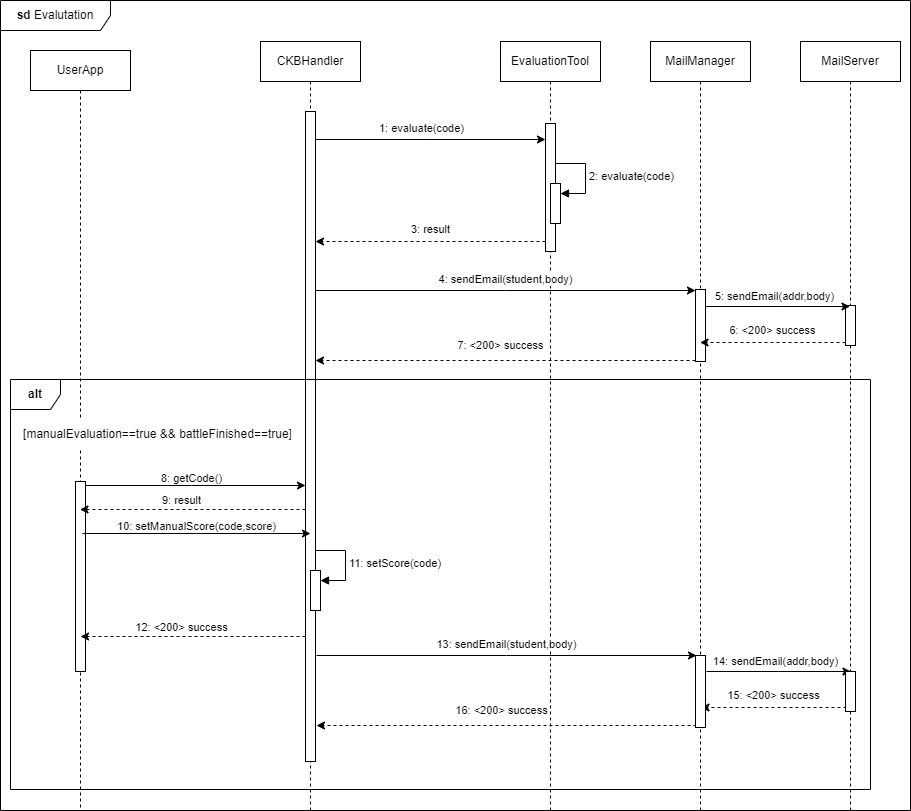 sd Evalutation
UserApp
CKBHandler
EvaluationTool
MailManager
MailServer
1: evaluate(code)
2: evaluate(code)
3: result
4: sendEmail(student,body)
5: sendEmail(addr,body)
6: <200> success
7: <200> success
alt
[manualEvaluation==true && battleFinished==true]
8: getCode()
9: result
10: setManualScore(code,score)
11: setScore(code)
12: <200> success
13: sendEmail(student,body)
14: sendEmail(addr,body)
15: <200> success
16: <200> success